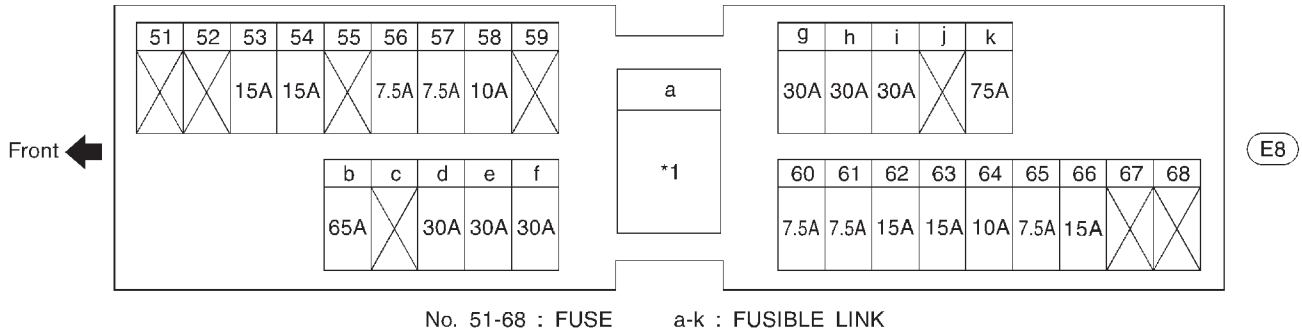 51 52 53 54 55 56 57 58 59
15A 15A 7.5A 7.5A 10A
b c d e f
65A 30A 30A 30A
Front
a
*1
g h i j k
30A 30A 30A 75A
60 61 62 63 64 65 66 67 68
7.5A 7.5A 15A 15A 10A 7.5A 15A
E8
No. 51-68 : FUSE a-k : FUSIBLE LINK